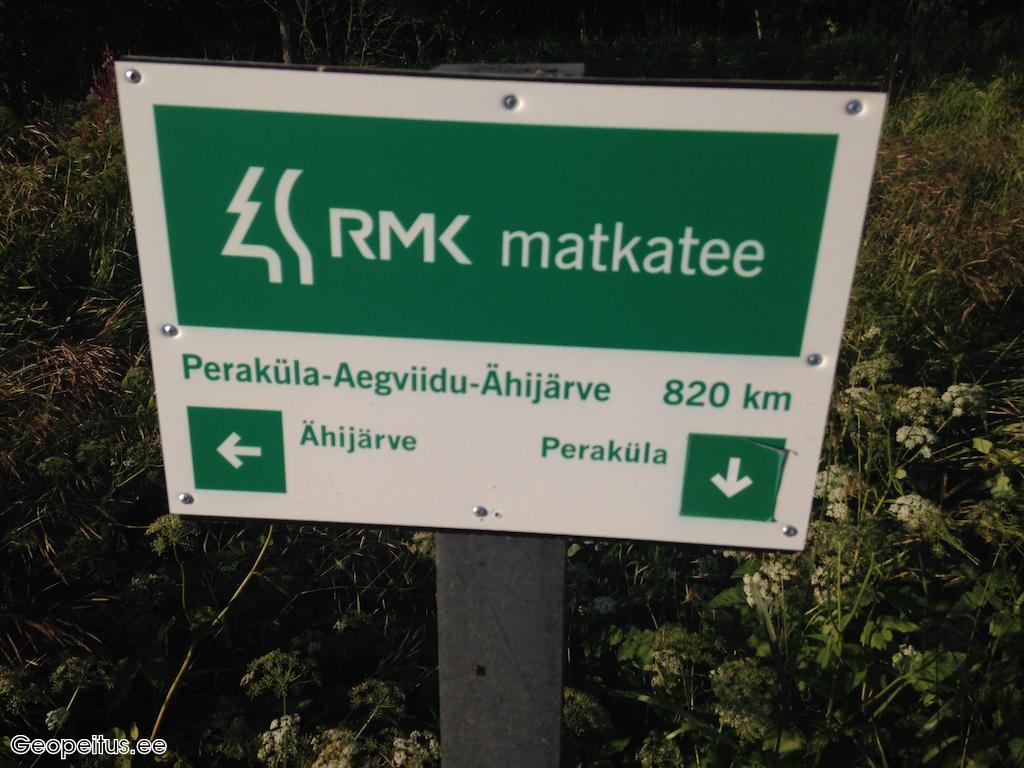 RMK matkatee
Peraküla-Aegviidu-Ähijärve 820 km
Ähijärve Peraküla
Geopeitus.ee